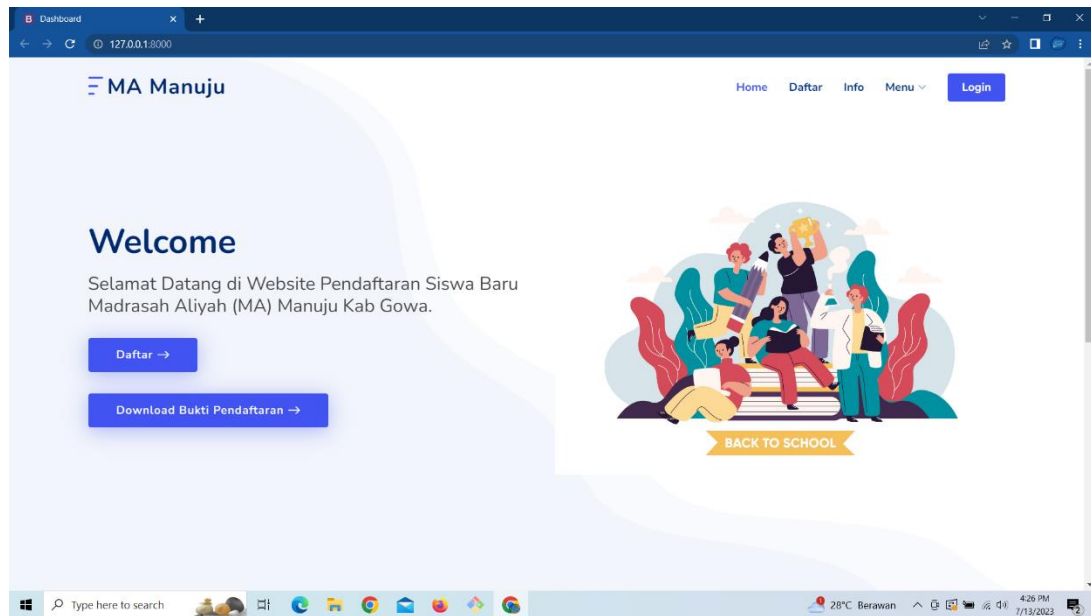 B Dashboard
127.0.0.1:8000
MA Manuju
Home Daftar Info Menu Login
Welcome
Selamat Datang di Website Pendaftaran Siswa Baru
Madrasah Aliyah (MA) Manuju Kab Gowa.
Daftar →
Download Bukti Pendaftaran →
BACK TO SCHOOL
Type here to search
28°C Berawan
4:26 PM
7/13/2023